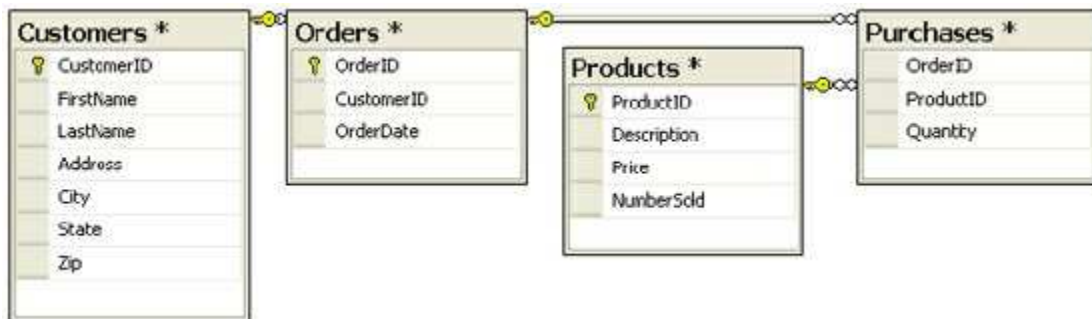 Customers *
CustomerID
FirstName
LastName
Address
City
State
Zip
Orders *
OrderID
CustomerID
OrderDate
Products *
ProductID
Description
Price
NumberSold
Purchases *
OrderID
ProductID
Quantity